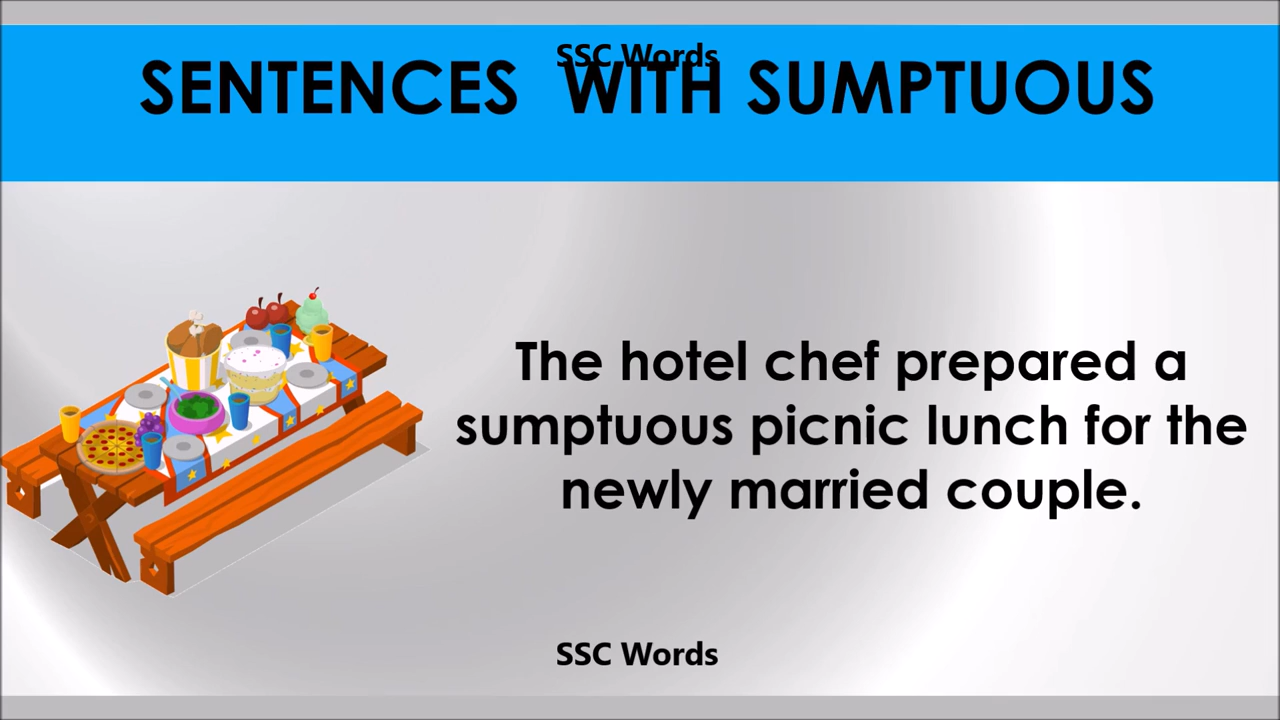 SSC Words
SENTENCES WITH SUMPTUOUS
The hotel chef prepared a
sumptuous picnic lunch for the
newly married couple.
SSC Words